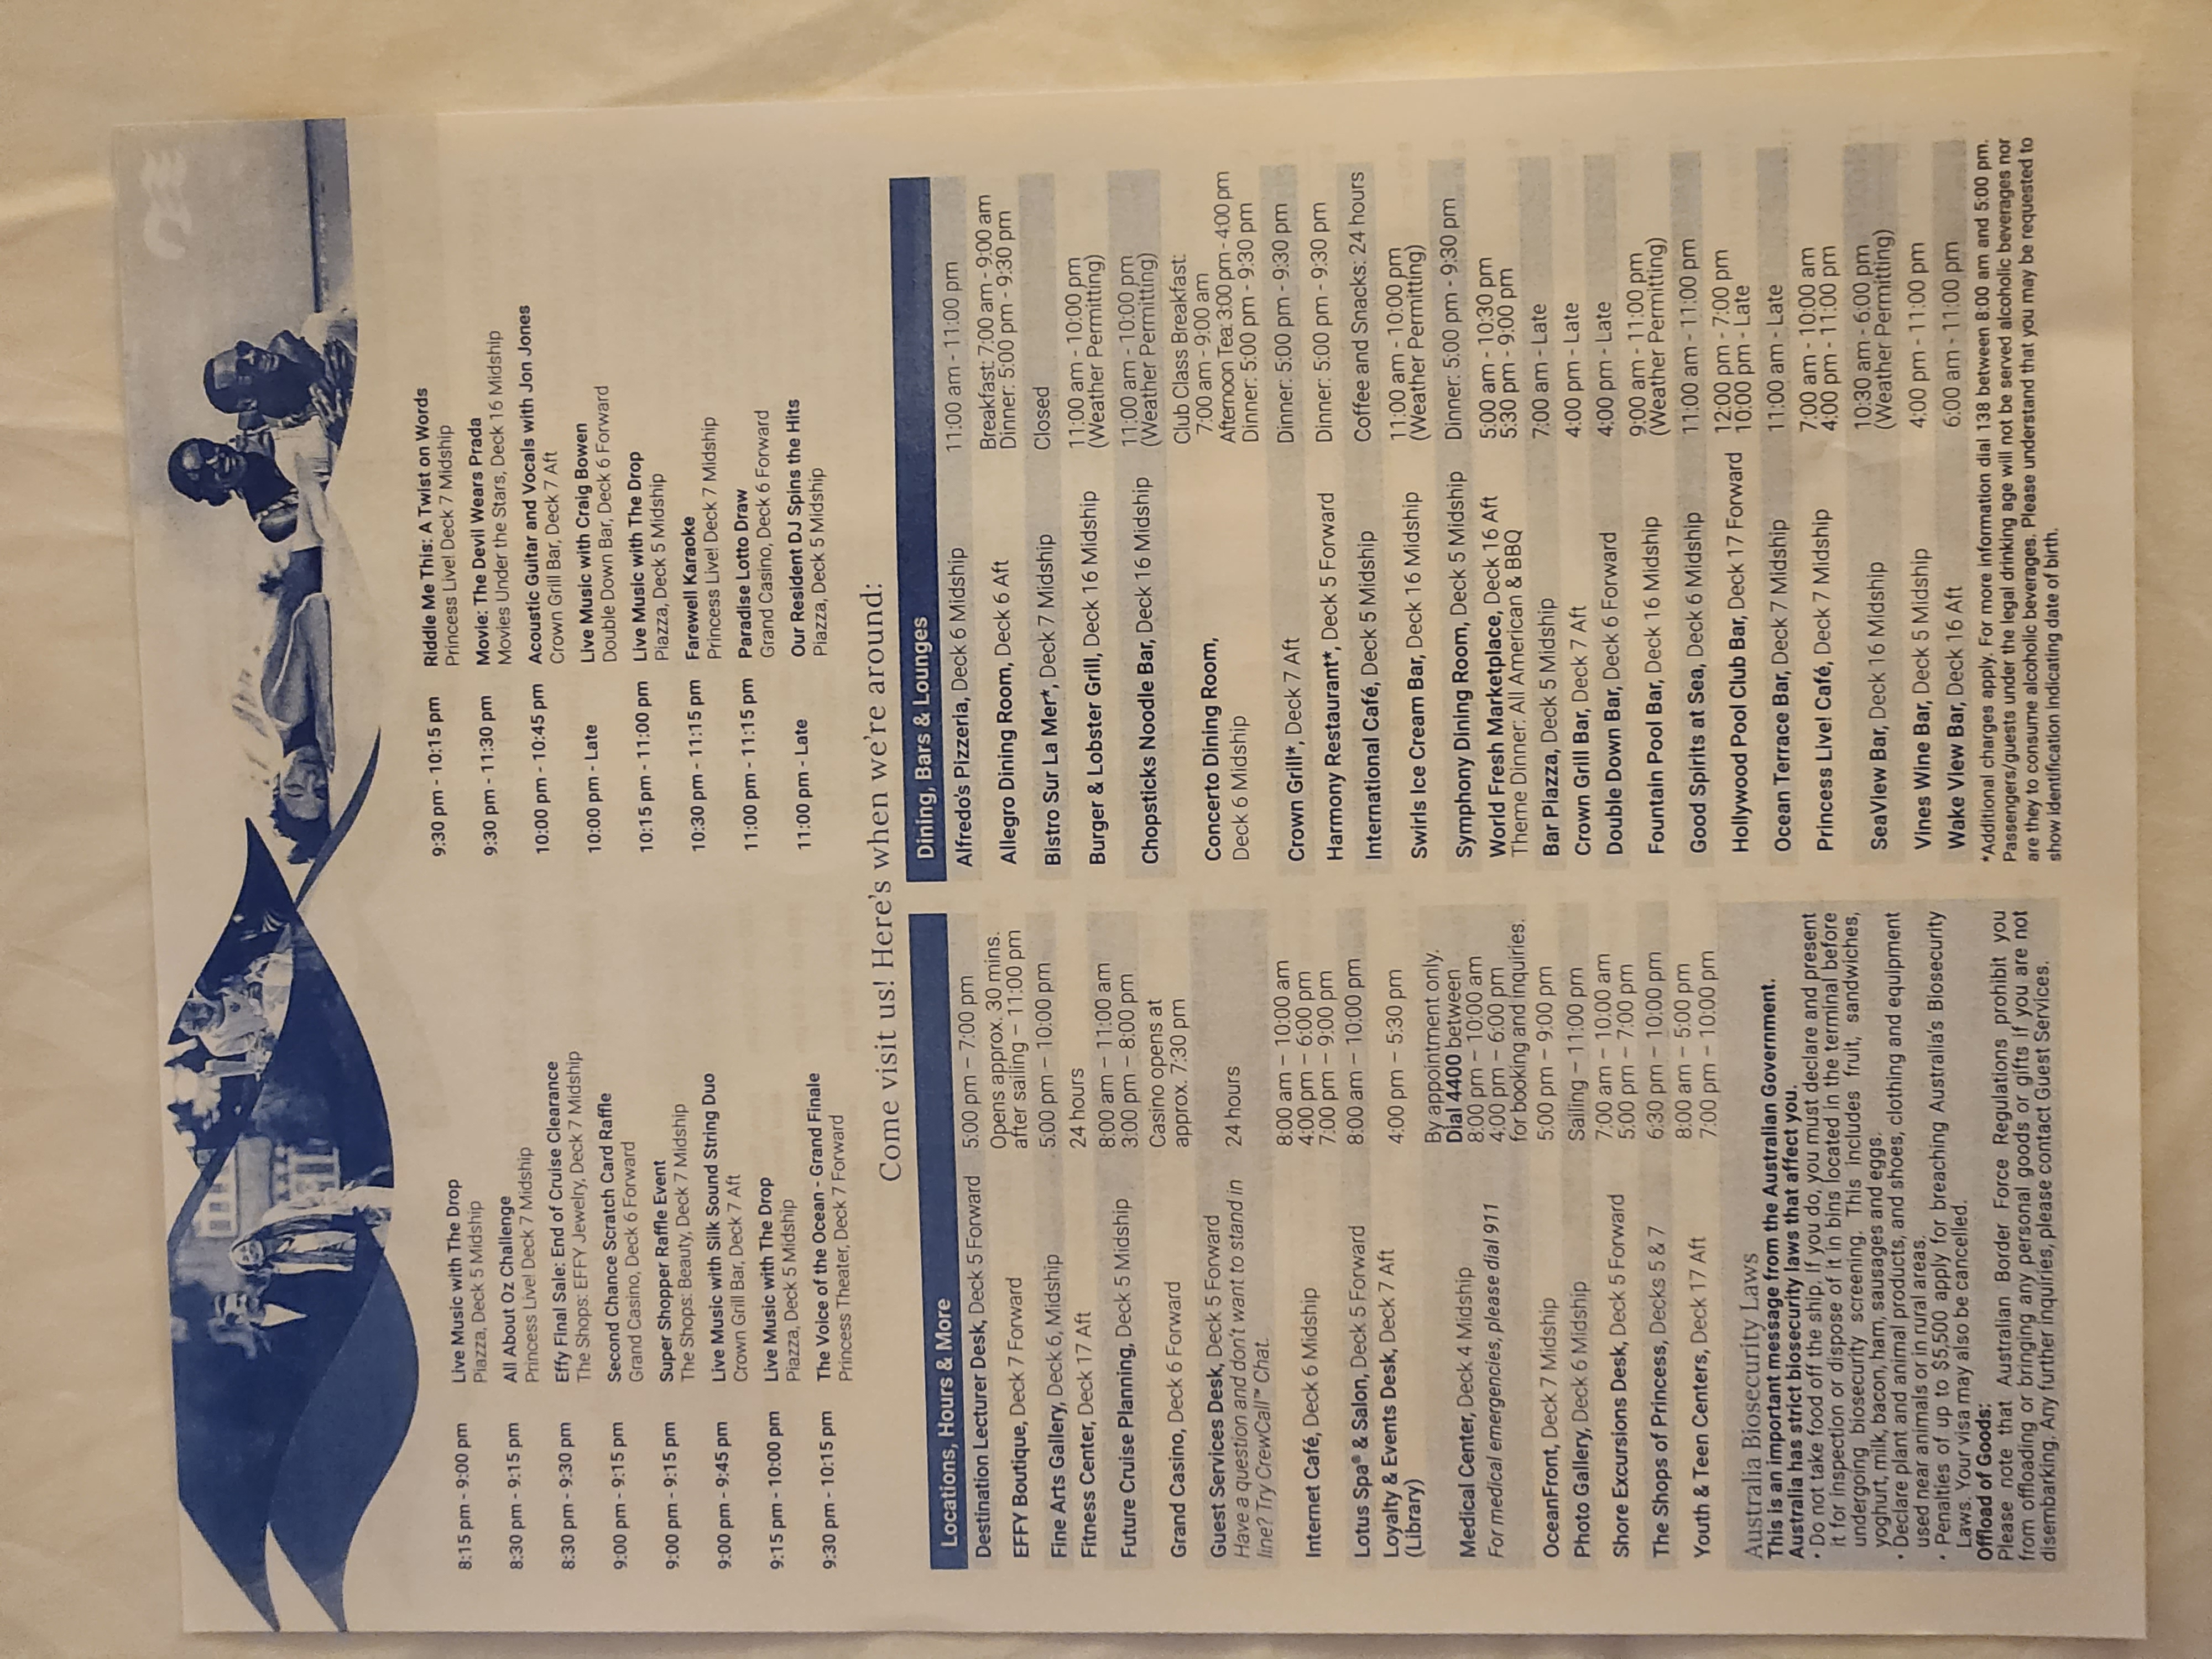 8:15 pm - 9:00 pm Live Music with The Drop
Piazza, Deck 5 Midship
8:30 pm - 9:15 pm All About Oz Challenge
Princess Live! Deck 7 Midship
8:30 pm - 9:30 pm Effy Final Sale: End of Cruise Clearance
The Shops: EFFY Jewelry, Deck 7 Midship
9:00 pm - 9:15 pm Second Chance Scratch Card Raffle
Grand Casino, Deck 6 Forward
9:00 pm - 9:15 pm Super Shopper Raffle Event
The Shops: Beauty, Deck 7 Midship
9:00 pm - 9:45 pm Live Music with Silk Sound String Duo
Crown Grill Bar, Deck 7 Aft
9:15 pm - 10:00 pm Live Music with The Drop
Piazza, Deck 5 Midship
9:30 pm - 10:15 pm The Voice of the Ocean - Grand Finale
Princess Theater, Deck 7 Forward
9:30 pm - 10:15 pm Riddle Me This: A Twist on Words
Princess Live! Deck 7 Midship
9:30 pm - 11:30 pm Movie: The Devil Wears Prada
Movies Under the Stars, Deck 16 Midship
10:00 pm - 10:45 pm Acoustic Guitar and Vocals with Jon Jones
Crown Grill Bar, Deck 7 Aft
10:00 pm - Late Live Music with Craig Bowen
Double Down Bar, Deck 6 Forward
10:15 pm - 11:00 pm Live Music with The Drop
Piazza, Deck 5 Midship
10:30 pm - 11:15 pm Farewell Karaoke
Princess Live! Deck 7 Midship
11:00 pm - 11:15 pm Paradise Lotto Draw
Grand Casino, Deck 6 Forward
11:00 pm - Late Our Resident DJ Spins the Hits
Piazza, Deck 5 Midship
Come visit us! Here's when we're around:
Locations, Hours & More
Destination Lecturer Desk, Deck 5 Forward 5:00 pm – 7:00 pm
EFFY Boutique, Deck 7 Forward Opens approx. 30 mins.
after sailing – 11:00 pm
Fine Arts Gallery, Deck 6, Midship 5:00 pm – 10:00 pm
Fitness Center, Deck 17 Aft 24 hours
Future Cruise Planning, Deck 5 Midship 8:00 am – 11:00 am
3:00 pm – 8:00 pm
Grand Casino, Deck 6 Forward Casino opens at
approx. 7:30 pm
Guest Services Desk, Deck 5 Forward 24 hours
Have a question and don't want to stand in
line? Try CrewCall™ Chat.
Internet Café, Deck 6 Midship 8:00 am – 10:00 am
4:00 pm – 6:00 pm
7:00 pm – 9:00 pm
Lotus Spa® & Salon, Deck 5 Forward 8:00 am – 10:00 pm
Loyalty & Events Desk, Deck 7 Aft 4:00 pm – 5:30 pm
(Library)
Medical Center, Deck 4 Midship By appointment only.
Dial 4400 between
8:00 pm – 10:00 am
4:00 pm – 6:00 pm
for booking and inquiries.
For medical emergencies, please dial 911
OceanFront, Deck 7 Midship 5:00 pm – 9:00 pm
Photo Gallery, Deck 6 Midship Sailing – 11:00 pm
Shore Excursions Desk, Deck 5 Forward 7:00 am – 10:00 am
5:00 pm – 7:00 pm
The Shops of Princess, Decks 5 & 7 6:30 pm – 10:00 pm
Youth & Teen Centers, Deck 17 Aft 8:00 am – 5:00 pm
7:00 pm – 10:00 pm
Australia Biosecurity Laws
This is an important message from the Australian Government.
Australia has strict biosecurity laws that affect you.
• Do not take food off the ship. If you do, you must declare and present
it for inspection or dispose of it in bins located in the terminal before
undergoing biosecurity screening. This includes fruit, sandwiches,
yoghurt, milk, bacon, ham, sausages and eggs.
• Declare plant and animal products, and shoes, clothing and equipment
used near animals or in rural areas.
• Penalties of up to $5,500 apply for breaching Australia's Biosecurity
Laws. Your visa may also be cancelled.
Offload of Goods:
Please note that Australian Border Force Regulations prohibit you
from offloading or bringing any personal goods or gifts if you are not
disembarking. Any further inquiries, please contact Guest Services.
Dining, Bars & Lounges
Alfredo's Pizzeria, Deck 6 Midship 11:00 am - 11:00 pm
Allegro Dining Room, Deck 6 Aft Breakfast: 7:00 am - 9:00 am
Dinner: 5:00 pm - 9:30 pm
Bistro Sur La Mer*, Deck 7 Midship Closed
Burger & Lobster Grill, Deck 16 Midship 11:00 am - 10:00 pm
(Weather Permitting)
Chopsticks Noodle Bar, Deck 16 Midship 11:00 am - 10:00 pm
(Weather Permitting)
Concerto Dining Room, Club Class Breakfast:
Deck 6 Midship 7:00 am - 9:00 am
Afternoon Tea: 3:00 pm - 4:00 pm
Dinner: 5:00 pm - 9:30 pm
Crown Grill*, Deck 7 Aft Dinner: 5:00 pm - 9:30 pm
Harmony Restaurant*, Deck 5 Forward Dinner: 5:00 pm - 9:30 pm
International Café, Deck 5 Midship Coffee and Snacks: 24 hours
Swirls Ice Cream Bar, Deck 16 Midship 11:00 am - 10:00 pm
(Weather Permitting)
Symphony Dining Room, Deck 5 Midship Dinner: 5:00 pm - 9:30 pm
World Fresh Marketplace, Deck 16 Aft 5:00 am - 10:30 pm
Theme Dinner: All American & BBQ 5:30 pm - 9:00 pm
Bar Piazza, Deck 5 Midship 7:00 am - Late
Crown Grill Bar, Deck 7 Aft 4:00 pm - Late
Double Down Bar, Deck 6 Forward 4:00 pm - Late
Fountain Pool Bar, Deck 16 Midship 9:00 am - 11:00 pm
(Weather Permitting)
Good Spirits at Sea, Deck 6 Midship 11:00 am - 11:00 pm
Hollywood Pool Club Bar, Deck 17 Forward 12:00 pm - 7:00 pm
10:00 pm - Late
Ocean Terrace Bar, Deck 7 Midship 11:00 am - Late
Princess Live! Café, Deck 7 Midship 7:00 am - 10:00 am
4:00 pm - 11:00 pm
SeaView Bar, Deck 16 Midship 10:30 am - 6:00 pm
(Weather Permitting)
Vines Wine Bar, Deck 5 Midship 4:00 pm - 11:00 pm
Wake View Bar, Deck 16 Aft 6:00 am - 11:00 pm
*Additional charges apply. For more information dial 138 between 8:00 am and 5:00 pm.
Passengers/guests under the legal drinking age will not be served alcoholic beverages nor
are they to consume alcoholic beverages. Please understand that you may be requested to
show identification indicating date of birth.